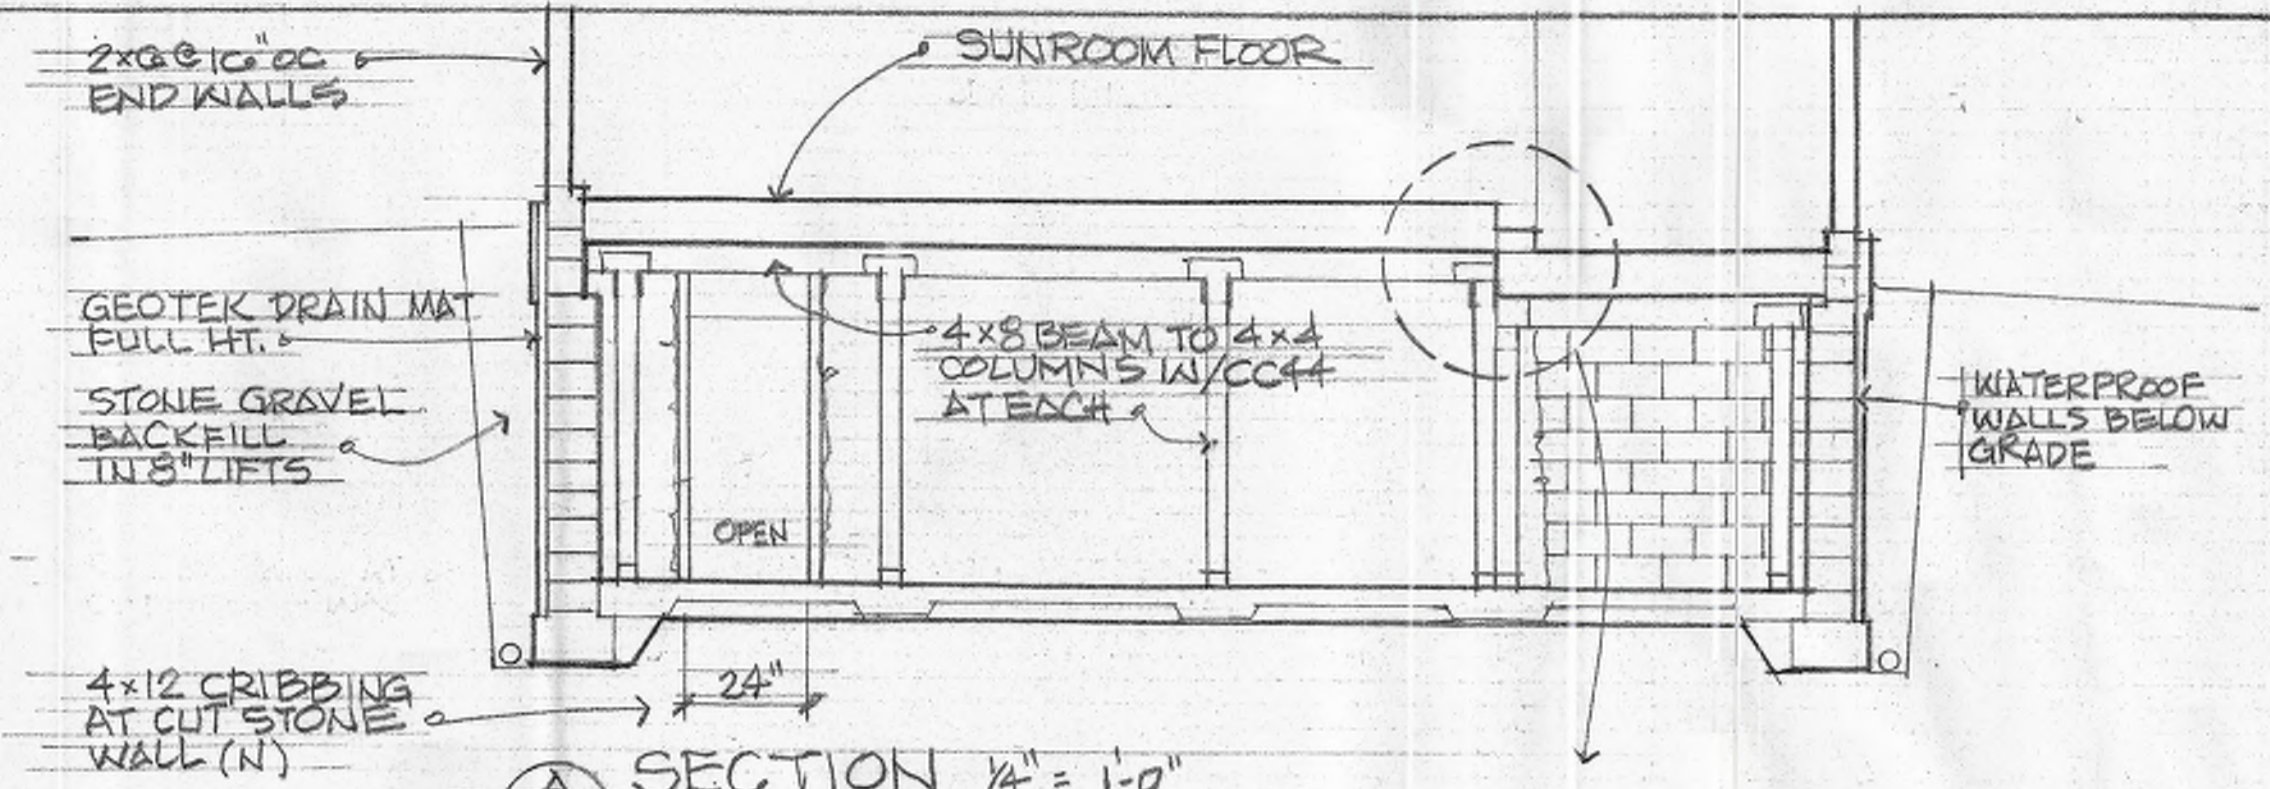 2x6 @ 16" OC
END WALLS
SUNROOM FLOOR
GEOTEK DRAIN MAT
FULL HT.
STONE GRAVEL
BACKFILL
IN 8" LIFTS
4x8 BEAM TO 4x4
COLUMNS W/CC44
AT EACH
WATERPROOF
WALLS BELOW
GRADE
OPEN
24"
4x12 CRIBBING
AT CUT STONE
WALL (N)
A
SECTION 1/4" = 1'-0"